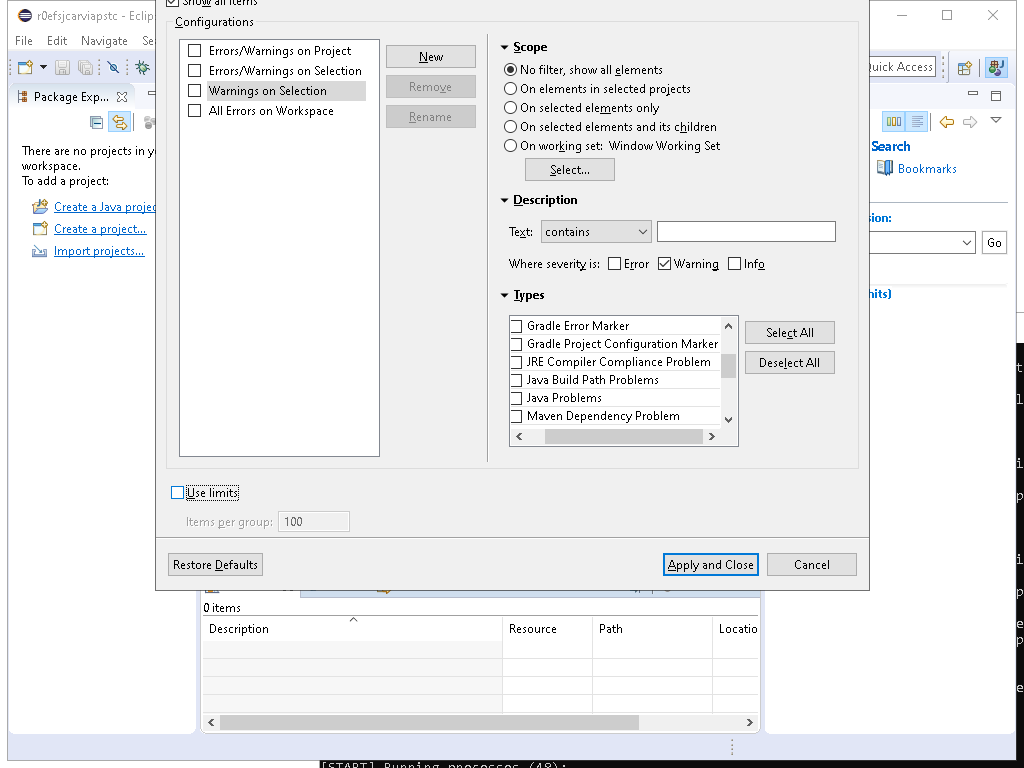 Show all items
r0efsjcarviapstc - Eclip
File Edit Navigate Se
Configurations
Errors/Warnings on Project
Errors/Warnings on Selection
Warnings on Selection
All Errors on Workspace
New
Remove
Rename
Scope
No filter, show all elements
On elements in selected projects
On selected elements only
On selected elements and its children
On working set: Window Working Set
Select...
Description
Text: contains
Where severity is: Error Warning Info
Types
Gradle Error Marker
Gradle Project Configuration Marker
JRE Compiler Compliance Problem
Java Build Path Problems
Java Problems
Maven Dependency Problem
Select All
Deselect All
Use limits
Items per group: 100
Restore Defaults
Apply and Close
Cancel
Quick Access
Package Exp...
There are no projects in y
workspace.
To add a project:
Create a Java projec
Create a project...
Import projects...
Search
Bookmarks
sion:
Go
hits)
0 items
Description Resource Path Locatio
[START] Running processes (48):